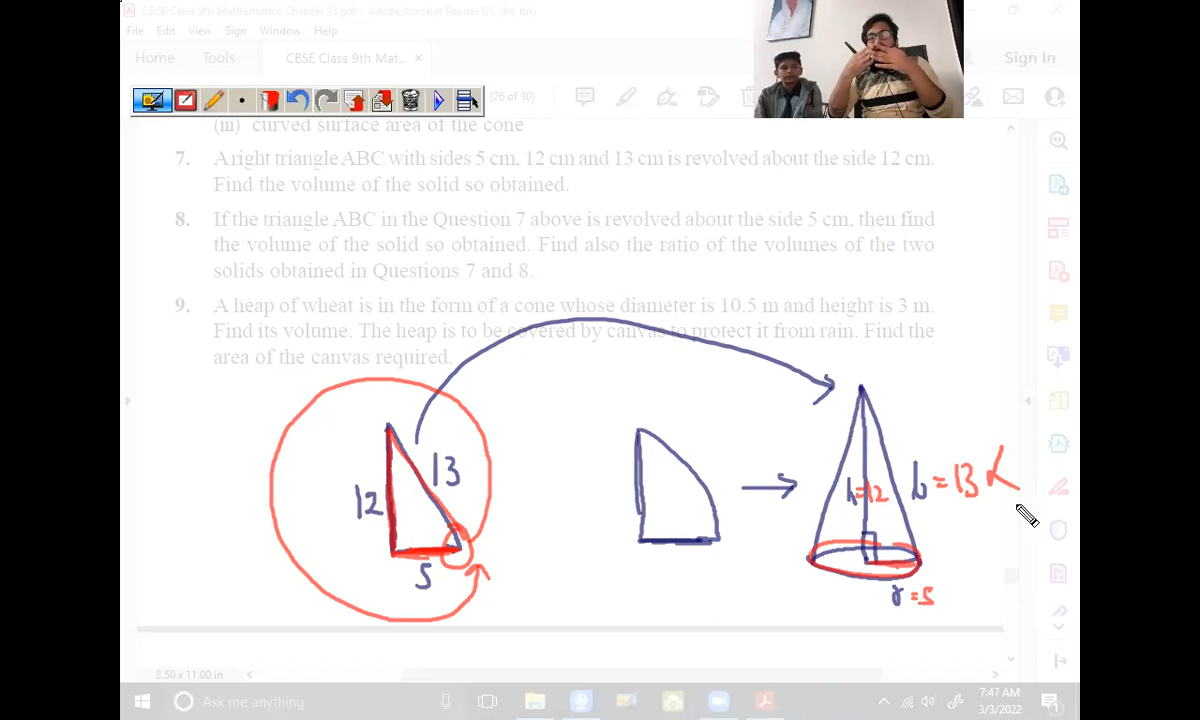 CBSE Class 9th Mathematics Chapter 13.pdf - Adobe Acrobat Reader DC (64-bit)
File Edit View Sign Window Help
Home Tools CBSE Class 9th Mat... × Sign In
(26 of 30)
(iii) curved surface area of the cone
7. A right triangle ABC with sides 5 cm, 12 cm and 13 cm is revolved about the side 12 cm.
Find the volume of the solid so obtained.
8. If the triangle ABC in the Question 7 above is revolved about the side 5 cm, then find
the volume of the solid so obtained. Find also the ratio of the volumes of the two
solids obtained in Questions 7 and 8.
9. A heap of wheat is in the form of a cone whose diameter is 10.5 m and height is 3 m.
Find its volume. The heap is to be covered by canvas to protect it from rain. Find the
area of the canvas required.
12 13
5
h=12
=13
r=5
8.50 x 11.00 in
Ask me anything
7:47 AM
3/3/2022